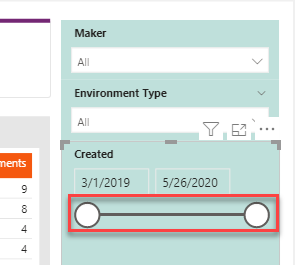 Maker
All
Environment Type
All
Created
3/1/2019 5/26/2020
ments
9
8
4
4